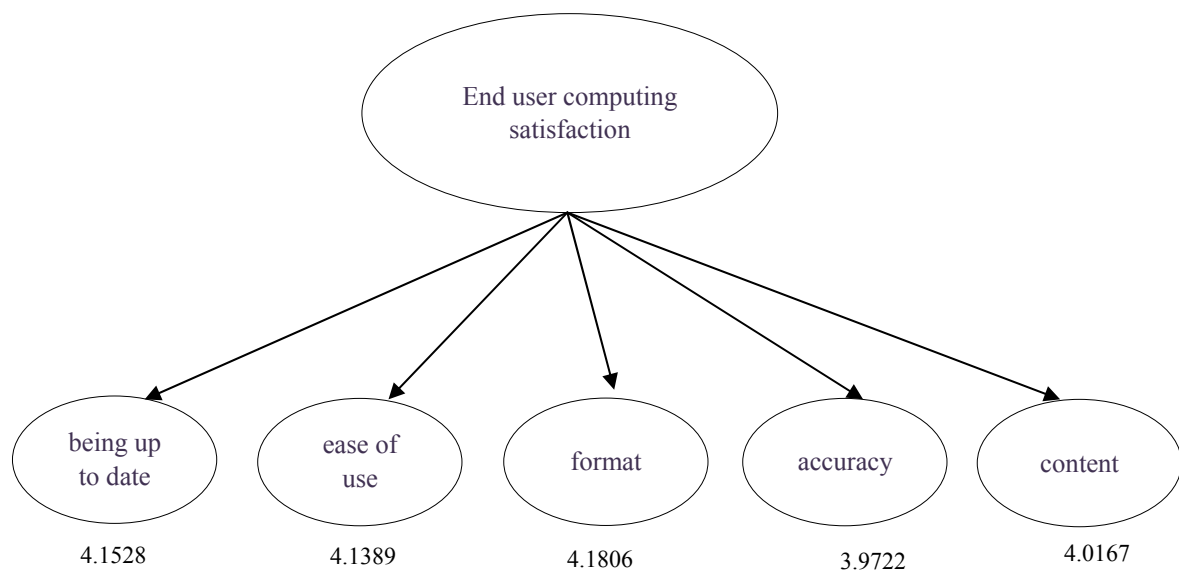 End user computing
satisfaction
being up
to date
ease of
use
format
accuracy
content
4.1528
4.1389
4.1806
3.9722
4.0167